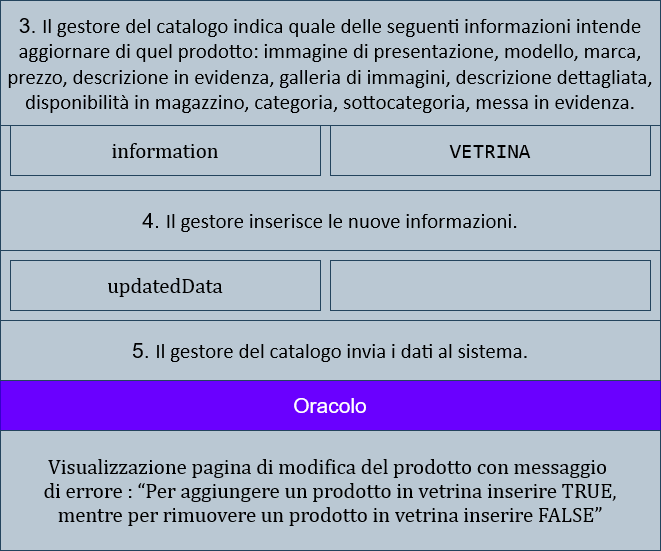 3. Il gestore del catalogo indica quale delle seguenti informazioni intende
aggiornare di quel prodotto: immagine di presentazione, modello, marca,
prezzo, descrizione in evidenza, galleria di immagini, descrizione dettagliata,
disponibilità in magazzino, categoria, sottocategoria, messa in evidenza.
information VETRINA
4. Il gestore inserisce le nuove informazioni.
updatedData
5. Il gestore del catalogo invia i dati al sistema.
Oracolo
Visualizzazione pagina di modifica del prodotto con messaggio
di errore : “Per aggiungere un prodotto in vetrina inserire TRUE,
mentre per rimuovere un prodotto in vetrina inserire FALSE”